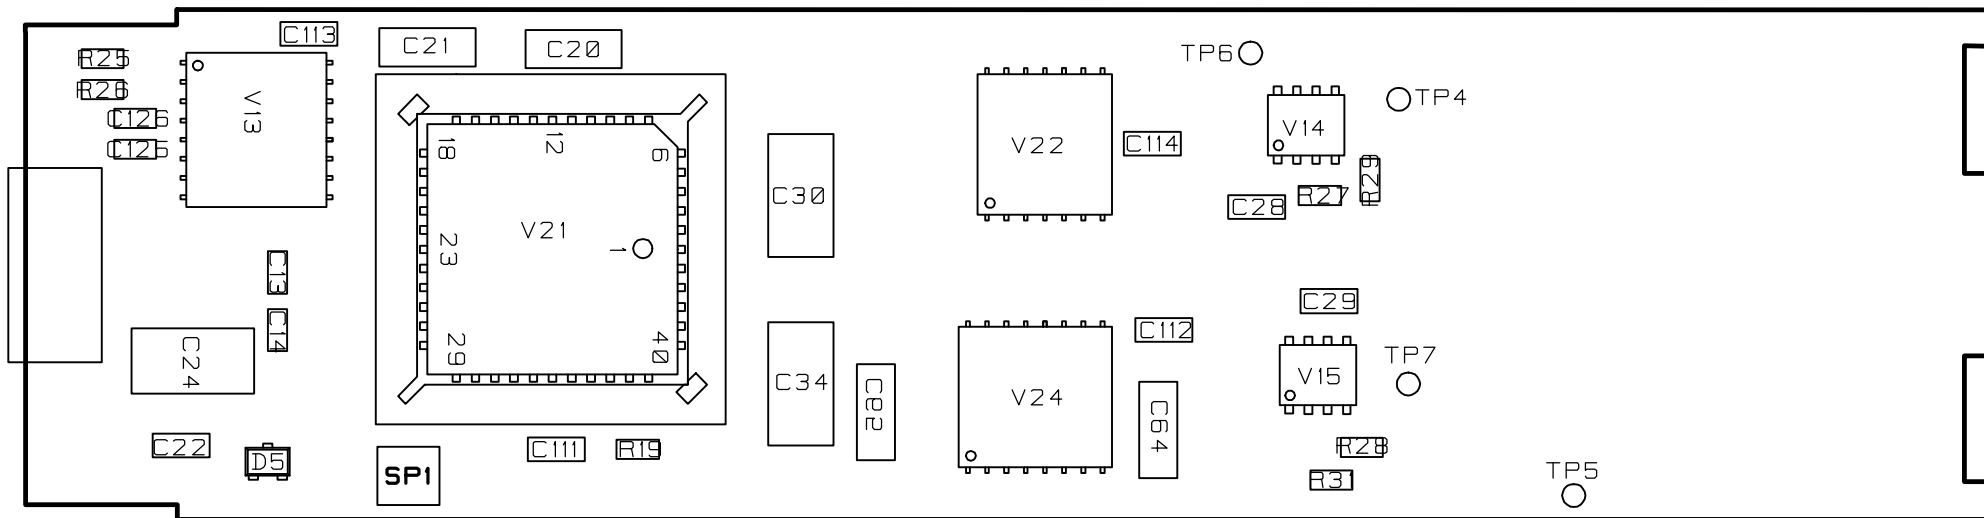 C113
C21
C20
TP6
R25
R26
TP4
C126
V13
V14
18
12
6
V22
C114
C125
R29
C30
R27
C28
V21
23
1
C13
C29
C14
C112
C24
29
40
TP7
V15
C34
V24
C62
C64
C22
D5
C111
R19
R28
SP1
R31
TP5